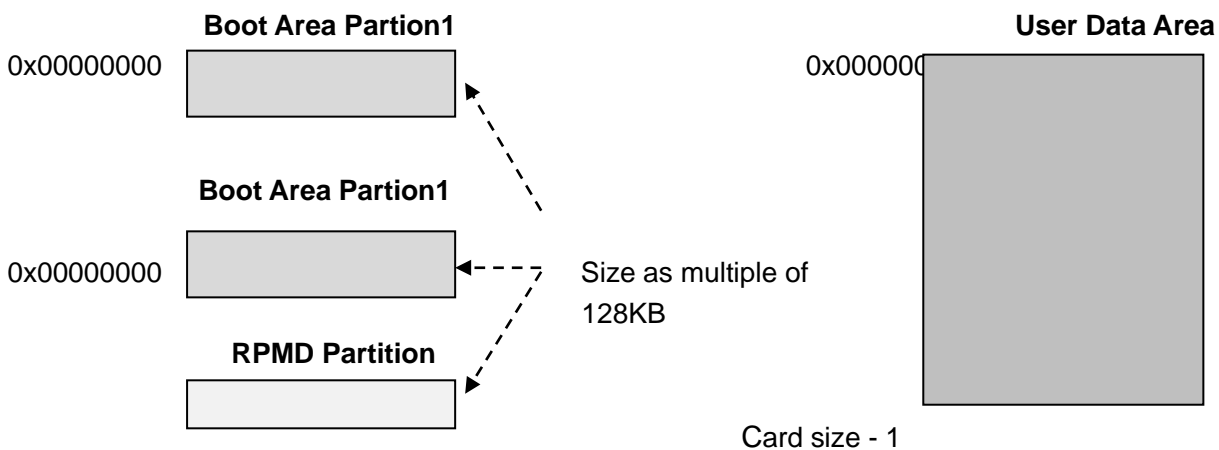 Boot Area Partion1
0x00000000
Boot Area Partion1
0x00000000
RPMD Partition
Size as multiple of
128KB
User Data Area
0x000000
Card size - 1